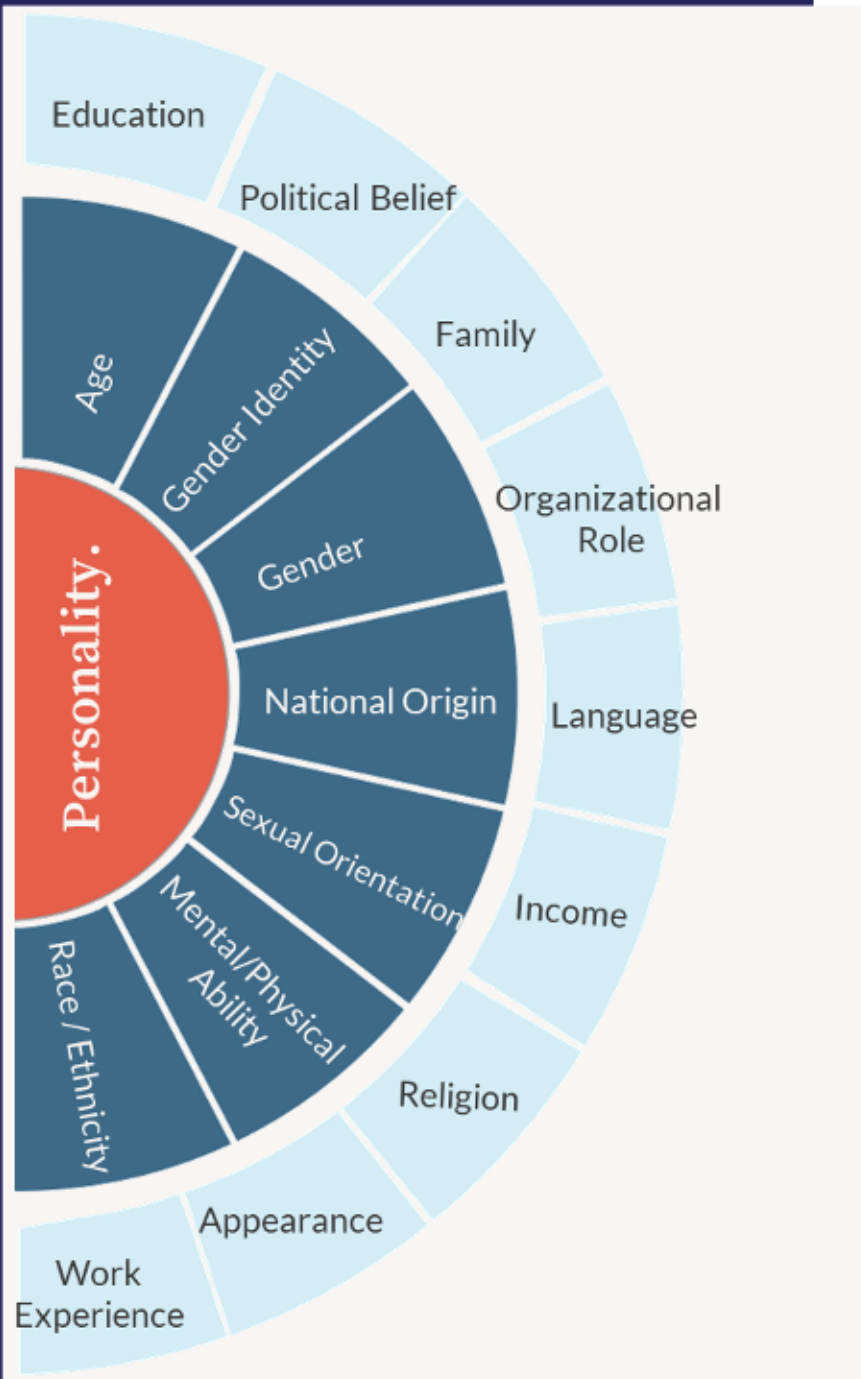 Education
Political Belief
Family
Organizational
Role
Language
Income
Religion
Appearance
Work
Experience
Age
Gender Identity
Gender
National Origin
Sexual Orientation
Mental/Physical
Ability
Race / Ethnicity
Personality.